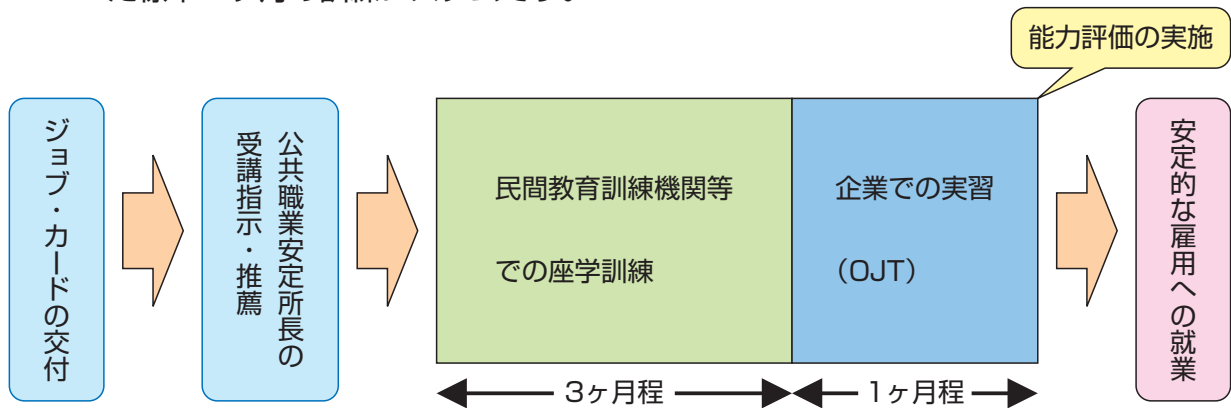 能力評価の実施
ジョブ・カードの交付
公共職業安定所長の
受講指示・推薦
民間教育訓練機関等
での座学訓練
企業での実習
（OJT）
安定的な雇用への就業
3ヶ月程
1ヶ月程